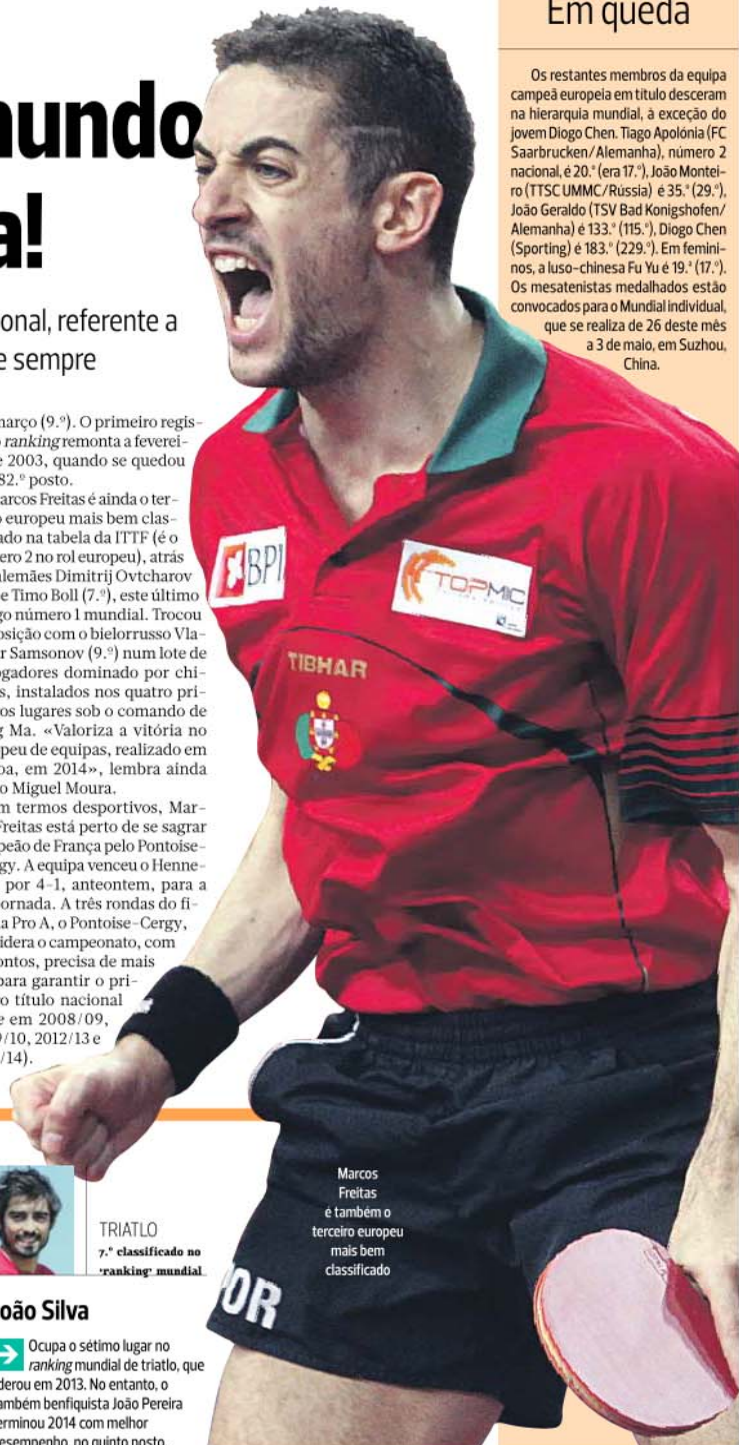 mundo
a!
onal, referente a
e sempre
março (9.º). O primeiro regis-
ranking remonta a feverei-
e 2003, quando se quedou
82.º posto.
arcos Freitas é ainda o ter-
o europeu mais bem clas-
ado na tabela da ITTF (é o
ero 2 no rol europeu), atrás
alemães Dimitrij Ovtcharov
e Timo Boll (7.º), este último
go número 1 mundial. Trocou
osição com o bielorrusso Vla-
r Samsonov (9.º) num lote de
ogadores dominado por chi-
s, instalados nos quatro pri-
os lugares sob o comando de
g Ma. «Valoriza a vitória no
peu de equipas, realizado em
oa, em 2014», lembra ainda
o Miguel Moura.
m termos desportivos, Mar-
Freitas está perto de se sagrar
peão de França pelo Pontoise-
gy. A equipa venceu o Henne-
por 4-1, anteontem, para a
ornada. A três rondas do fi-
a Pro A, o Pontoise-Cergy,
idera o campeonato, com
ontos, precisa de mais
para garantir o pri-
o título nacional
e em 2008/09,
9/10, 2012/13 e
/14).
Em queda
Os restantes membros da equipa
campeã europeia em título desceram
na hierarquia mundial, à exceção do
jovem Diogo Chen. Tiago Apolónia (FC
Saarbrucken/Alemanha), número 2
nacional, é 20.º (era 17.º), João Montei-
ro (TTSC UMMC/Rússia) é 35.º (29.º),
João Geraldo (TSV Bad Konigshofen/
Alemanha) é 133.º (115.º), Diogo Chen
(Sporting) é 183.º (229.º). Em femini-
nos, a luso-chinesa Fu Yu é 19.ª (17.ª).
Os mesatenistas medalhados estão
convocados para o Mundial individual,
que se realiza de 26 deste mês
a 3 de maio, em Suzhou,
China.
BPI
TOPMIC
TIBHAR
POR
Marcos
Freitas
é também o
terceiro europeu
mais bem
classificado
TRIATLO
7.º classificado no
'ranking' mundial
oão Silva
Ocupa o sétimo lugar no
ranking mundial de triatlo, que
derou em 2013. No entanto, o
ambém benfiquista João Pereira
erminou 2014 com melhor
esempenho, no quinto posto